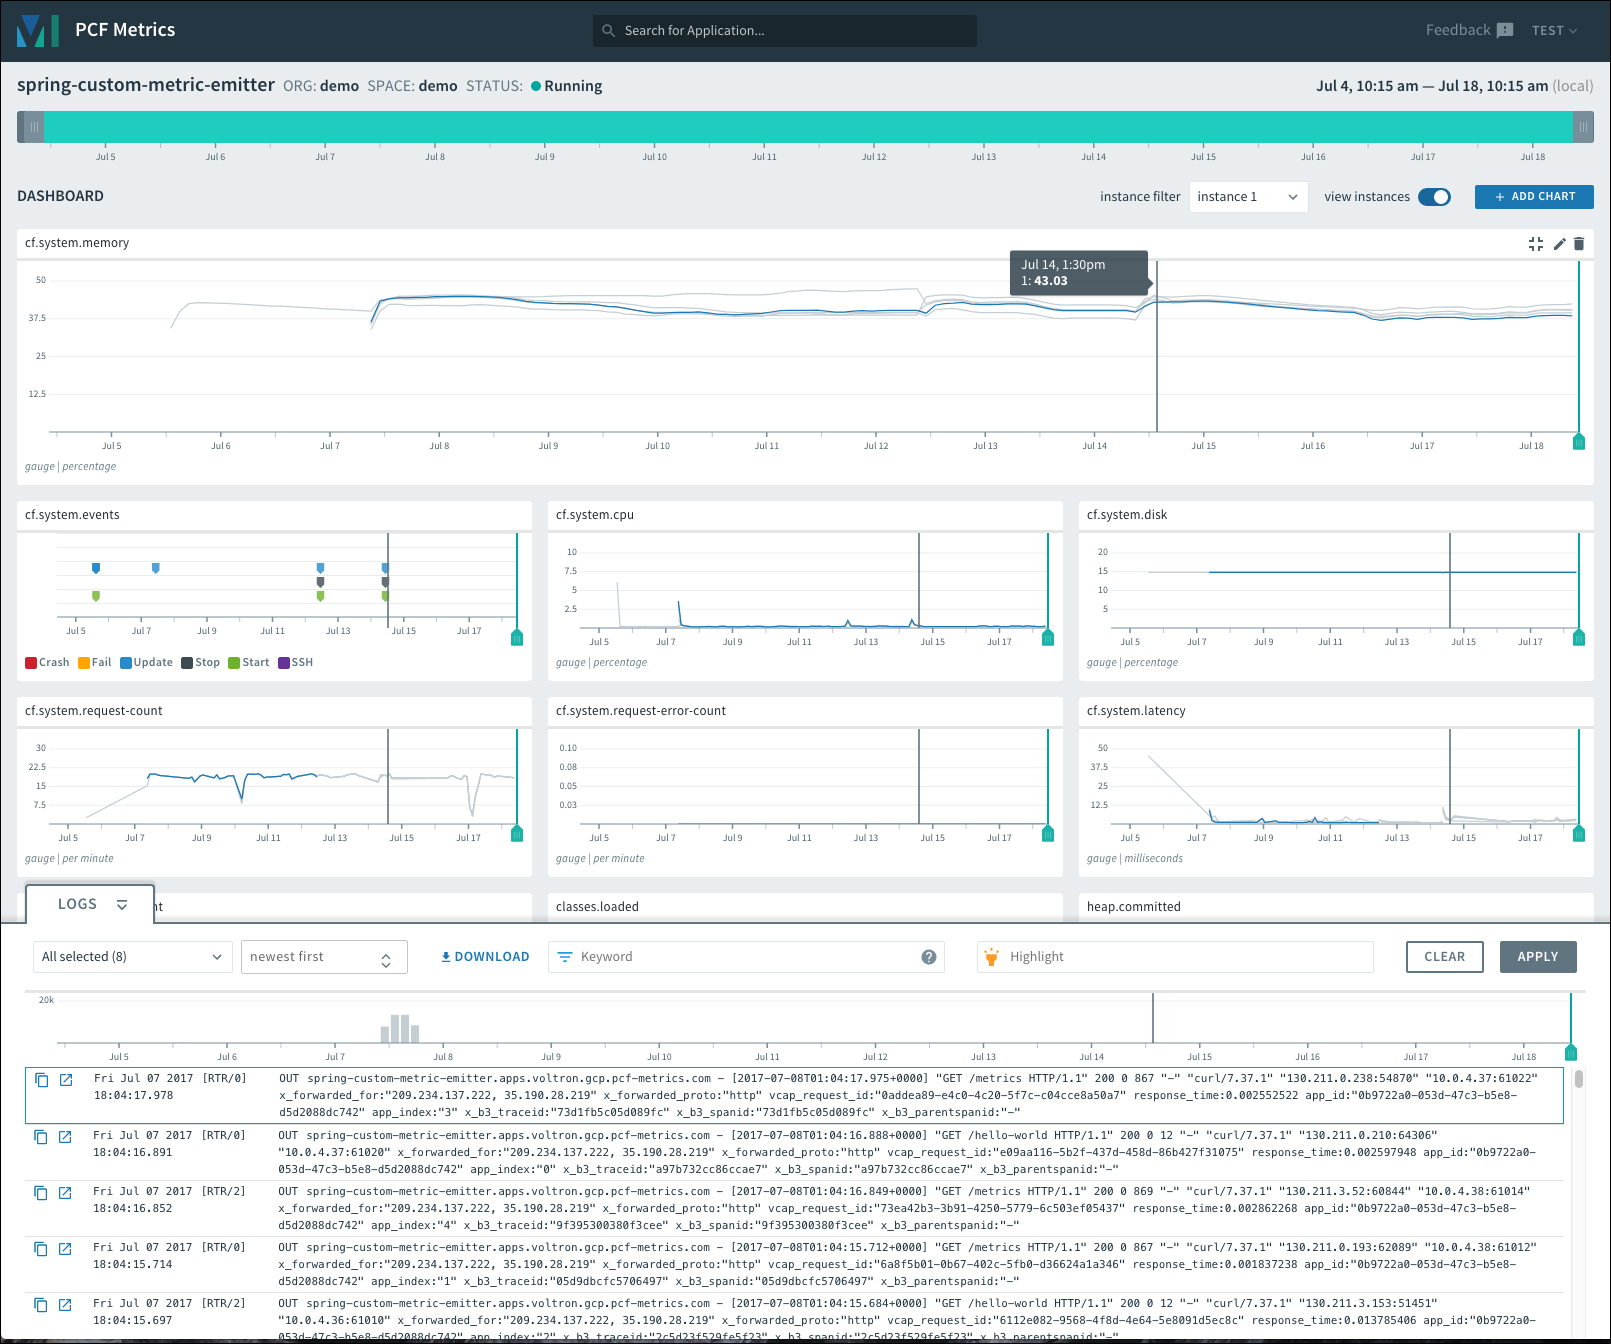 PCF Metrics
Search for Application...
Feedback
TEST
spring-custom-metric-emitter ORG: demo SPACE: demo STATUS: Running
Jul 4, 10:15 am — Jul 18, 10:15 am (local)
Jul 5 Jul 6 Jul 7 Jul 8 Jul 9 Jul 10 Jul 11 Jul 12 Jul 13 Jul 14 Jul 15 Jul 16 Jul 17 Jul 18
DASHBOARD
instance filter instance 1 view instances + ADD CHART
cf.system.memory
Jul 14, 1:30pm
1: 43.03
50
37.5
25
12.5
Jul 5 Jul 6 Jul 7 Jul 8 Jul 9 Jul 10 Jul 11 Jul 12 Jul 13 Jul 14 Jul 15 Jul 16 Jul 17 Jul 18
gauge | percentage
cf.system.events
Jul 5 Jul 7 Jul 9 Jul 11 Jul 13 Jul 15 Jul 17
Crash Fail Update Stop Start SSH
cf.system.cpu
10
7.5
5
2.5
Jul 5 Jul 7 Jul 9 Jul 11 Jul 13 Jul 15 Jul 17
gauge | percentage
cf.system.disk
20
15
10
5
Jul 5 Jul 7 Jul 9 Jul 11 Jul 13 Jul 15 Jul 17
gauge | percentage
cf.system.request-count
30
22.5
15
7.5
Jul 5 Jul 7 Jul 9 Jul 11 Jul 13 Jul 15 Jul 17
gauge | per minute
cf.system.request-error-count
0.10
0.08
0.05
0.03
Jul 5 Jul 7 Jul 9 Jul 11 Jul 13 Jul 15 Jul 17
gauge | per minute
cf.system.latency
50
37.5
25
12.5
Jul 5 Jul 7 Jul 9 Jul 11 Jul 13 Jul 15 Jul 17
gauge | milliseconds
LOGS
classes.loaded
heap.committed
All selected (8) newest first DOWNLOAD Keyword ? Highlight CLEAR APPLY
20k
Jul 5 Jul 6 Jul 7 Jul 8 Jul 9 Jul 10 Jul 11 Jul 12 Jul 13 Jul 14 Jul 15 Jul 16 Jul 17 Jul 18
Fri Jul 07 2017 [RTR/0] OUT spring-custom-metric-emitter.apps.voltron.gcp.pcf-metrics.com - [2017-07-08T01:04:17.975+0000] "GET /metrics HTTP/1.1" 200 0 867 "-" "curl/7.37.1" "130.211.0.238:54870" "10.0.4.37:61022"
18:04:17.978 x_forwarded_for:"209.234.137.222, 35.190.28.219" x_forwarded_proto:"http" vcap_request_id:"0addea89-e4c0-4c20-5f7c-c04cce8a50a7" response_time:0.002552522 app_id:"0b9722a0-053d-47c3-b5e8-
d5d2088dc742" app_index:"3" x_b3_traceid:"73d1fb5c05d089fc" x_b3_spanid:"73d1fb5c05d089fc" x_b3_parentspanid:"-"
Fri Jul 07 2017 [RTR/0] OUT spring-custom-metric-emitter.apps.voltron.gcp.pcf-metrics.com - [2017-07-08T01:04:16.888+0000] "GET /hello-world HTTP/1.1" 200 0 12 "-" "curl/7.37.1" "130.211.0.210:64306"
18:04:16.891 "10.0.4.37:61020" x_forwarded_for:"209.234.137.222, 35.190.28.219" x_forwarded_proto:"http" vcap_request_id:"e09aa116-5b2f-437d-458d-86b427f31075" response_time:0.002597948 app_id:"0b9722a0-
053d-47c3-b5e8-d5d2088dc742" app_index:"0" x_b3_traceid:"a97b732cc86ccae7" x_b3_spanid:"a97b732cc86ccae7" x_b3_parentspanid:"-"
Fri Jul 07 2017 [RTR/2] OUT spring-custom-metric-emitter.apps.voltron.gcp.pcf-metrics.com - [2017-07-08T01:04:16.849+0000] "GET /metrics HTTP/1.1" 200 0 869 "-" "curl/7.37.1" "130.211.3.52:60844" "10.0.4.38:61014"
18:04:16.852 x_forwarded_for:"209.234.137.222, 35.190.28.219" x_forwarded_proto:"http" vcap_request_id:"73ea42b3-3b91-4250-5779-6c503ef05437" response_time:0.002862268 app_id:"0b9722a0-053d-47c3-b5e8-
d5d2088dc742" app_index:"4" x_b3_traceid:"9f395300380f3cee" x_b3_spanid:"9f395300380f3cee" x_b3_parentspanid:"-"
Fri Jul 07 2017 [RTR/0] OUT spring-custom-metric-emitter.apps.voltron.gcp.pcf-metrics.com - [2017-07-08T01:04:15.712+0000] "GET /metrics HTTP/1.1" 200 0 867 "-" "curl/7.37.1" "130.211.0.193:62089" "10.0.4.38:61012"
18:04:15.714 x_forwarded_for:"209.234.137.222, 35.190.28.219" x_forwarded_proto:"http" vcap_request_id:"6a8f5b01-0b67-402c-5fb0-d36624a1a346" response_time:0.001837238 app_id:"0b9722a0-053d-47c3-b5e8-
d5d2088dc742" app_index:"1" x_b3_traceid:"05d9dbcfc5706497" x_b3_spanid:"05d9dbcfc5706497" x_b3_parentspanid:"-"
Fri Jul 07 2017 [RTR/2] OUT spring-custom-metric-emitter.apps.voltron.gcp.pcf-metrics.com - [2017-07-08T01:04:15.684+0000] "GET /hello-world HTTP/1.1" 200 0 12 "-" "curl/7.37.1" "130.211.3.153:51451"
18:04:15.697 "10.0.4.36:61010" x_forwarded_for:"209.234.137.222, 35.190.28.219" x_forwarded_proto:"http" vcap_request_id:"6112e082-9568-4f8d-4e64-5e8091d5ec8c" response_time:0.013785406 app_id:"0b9722a0-
053d-47c3-b5e8-d5d2088dc742" app_index:"2" x_b3_traceid:"2c5d23f529fe5f23" x_b3_spanid:"2c5d23f529fe5f23" x_b3_parentspanid:"-"